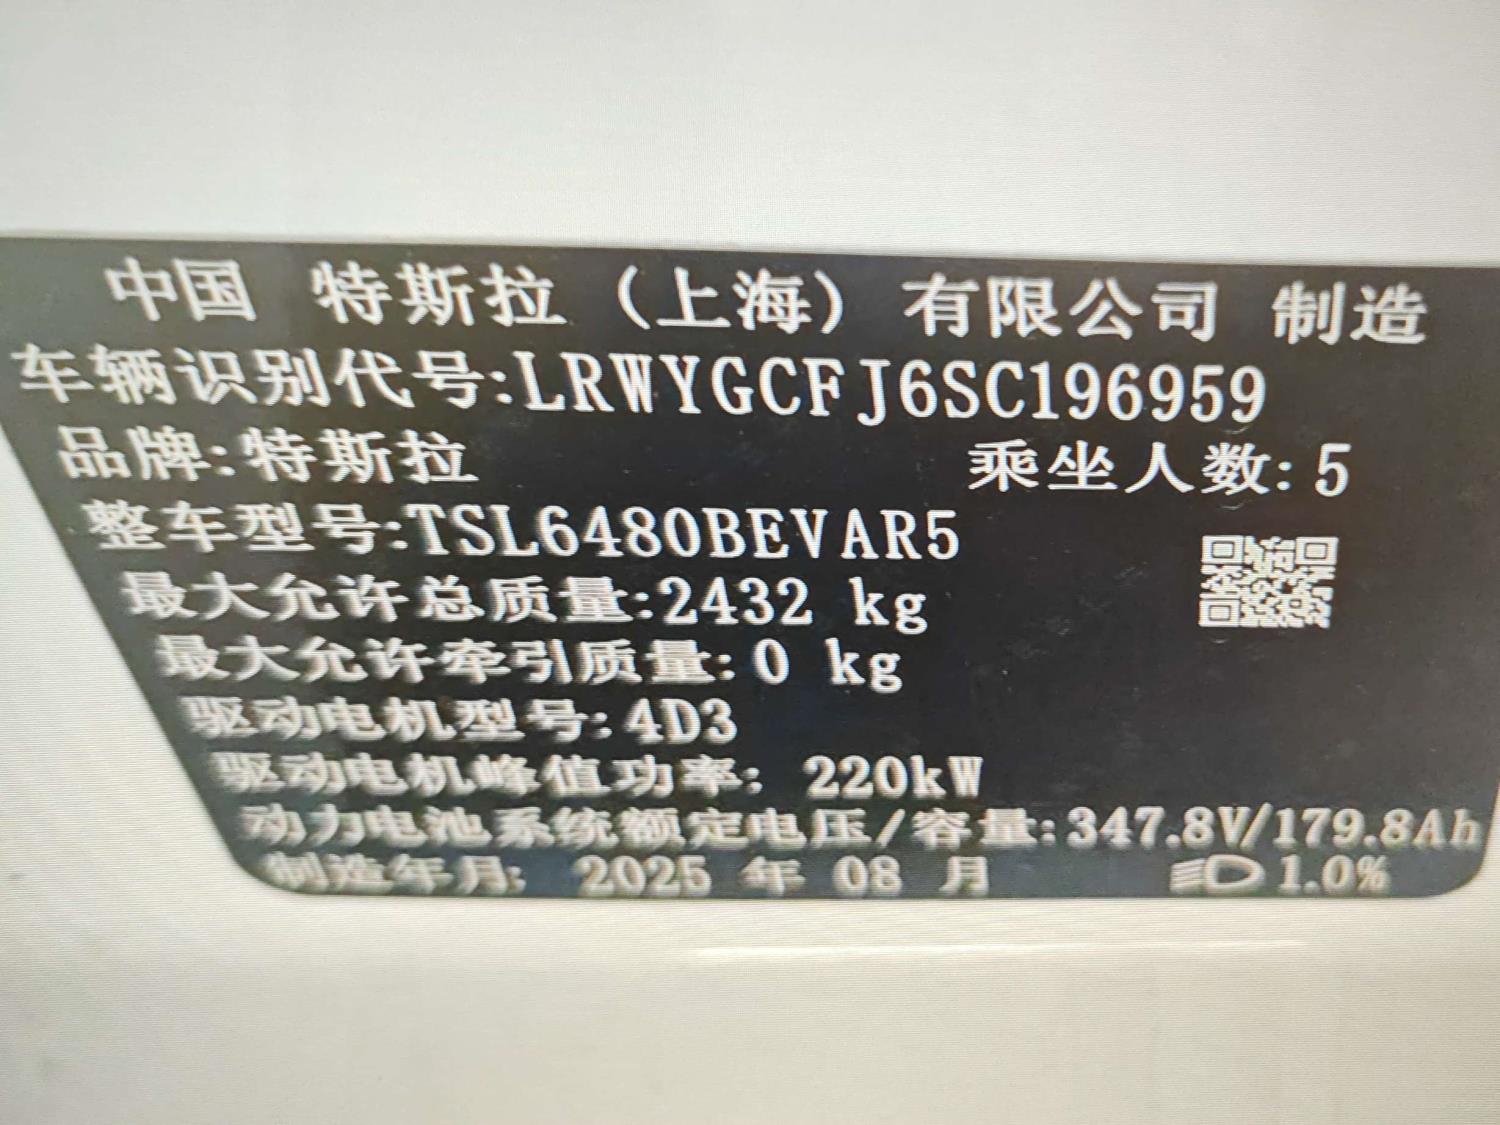 中国 特斯拉（上海）有限公司 制造
车辆识别代号:LRWYGCFJ6SC196959
品牌:特斯拉 乘坐人数:5
整车型号:TSL6480BEVAR5
最大允许总质量:2432 kg
最大允许牵引质量:0 kg
驱动电机型号:4D3
驱动电机峰值功率: 220kW
动力电池系统额定电压/容量:347.8V/179.8Ah
制造年月: 2025 年 08 月 1.0%